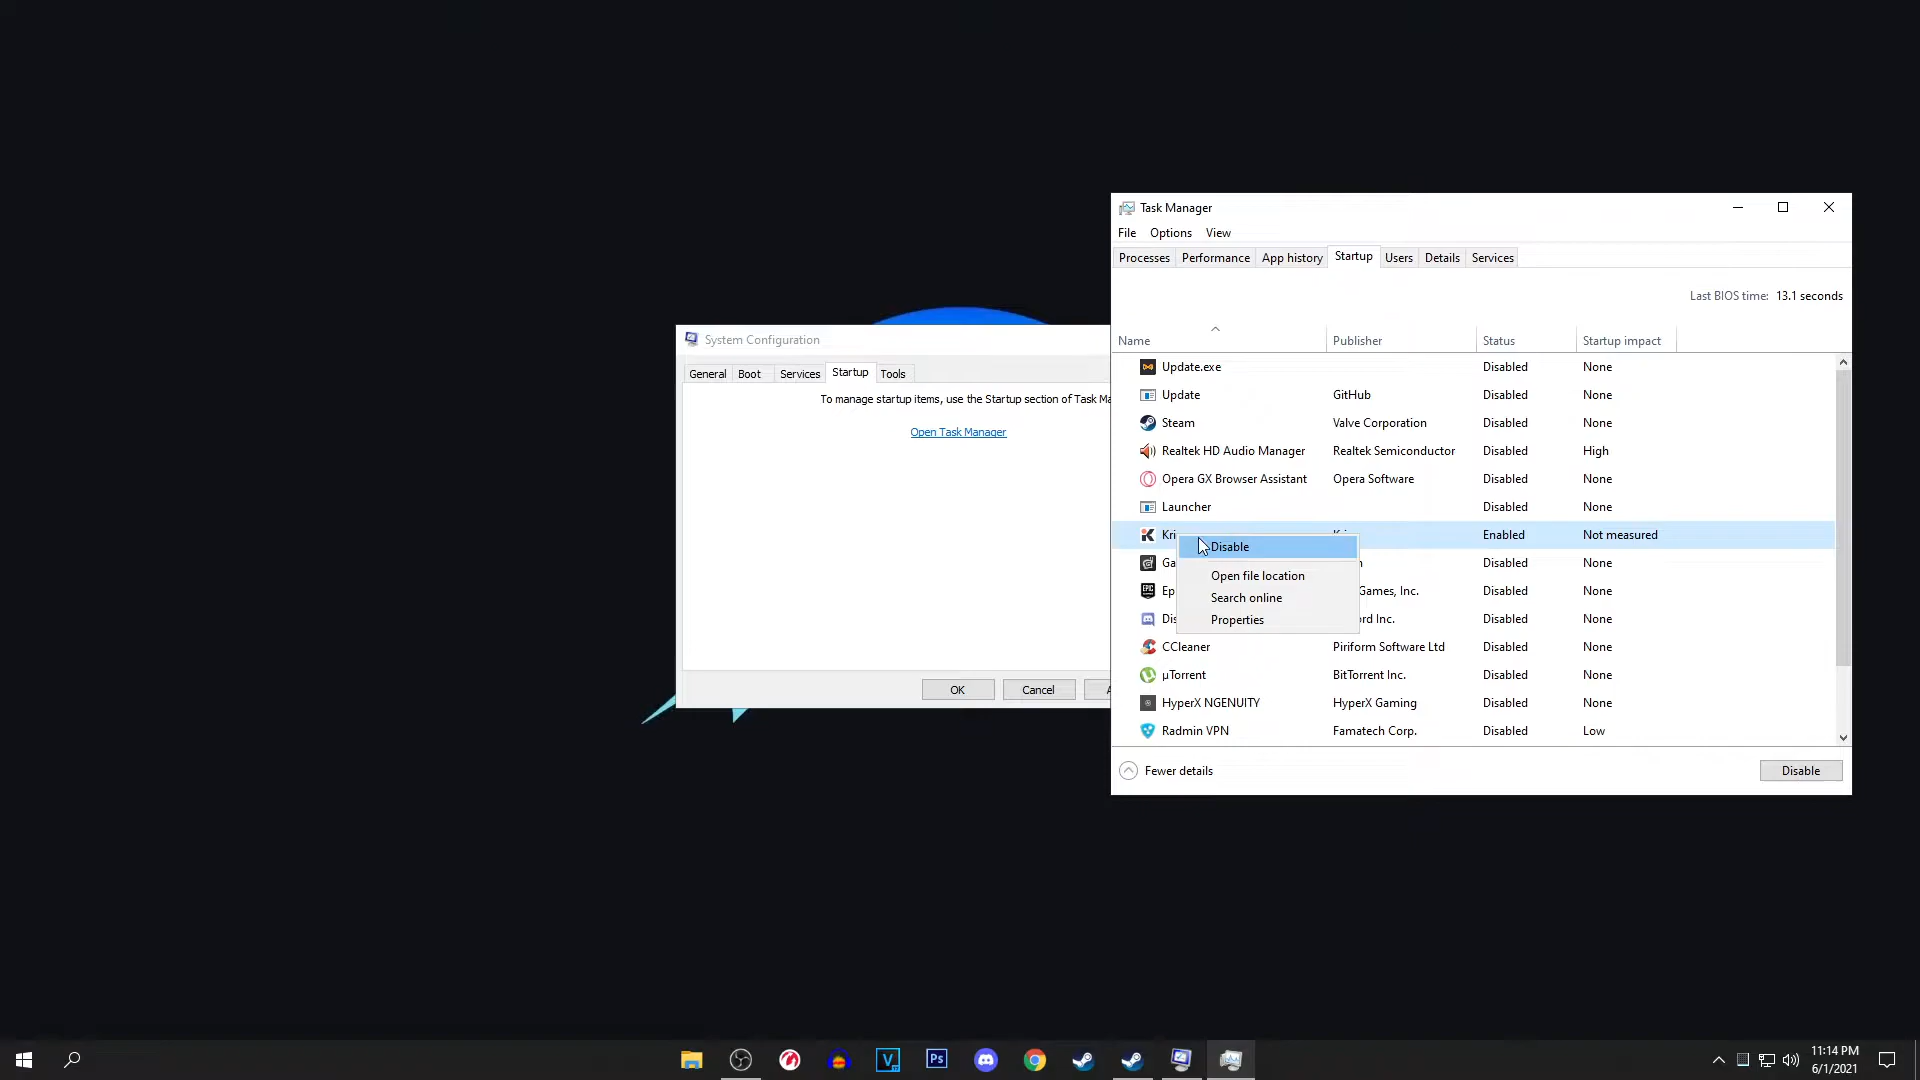 Task Manager
File Options View
Processes Performance App history Startup Users Details Services
Last BIOS time: 13.1 seconds
Name Publisher Status Startup impact
Update.exe Disabled None
Update GitHub Disabled None
Steam Valve Corporation Disabled None
Realtek HD Audio Manager Realtek Semiconductor Disabled High
Opera GX Browser Assistant Opera Software Disabled None
Launcher Disabled None
Kri Enabled Not measured
Ga Disabled None
Ep Games, Inc. Disabled None
Dis ord Inc. Disabled None
CCleaner Piriform Software Ltd Disabled None
µTorrent BitTorrent Inc. Disabled None
HyperX NGENUITY HyperX Gaming Disabled None
Radmin VPN Famatech Corp. Disabled Low
Fewer details Disable
Disable
Open file location
Search online
Properties
System Configuration
General Boot Services Startup Tools
To manage startup items, use the Startup section of Task Ma
Open Task Manager
OK Cancel A
EPIC
V
Ps
11:14 PM
6/1/2021